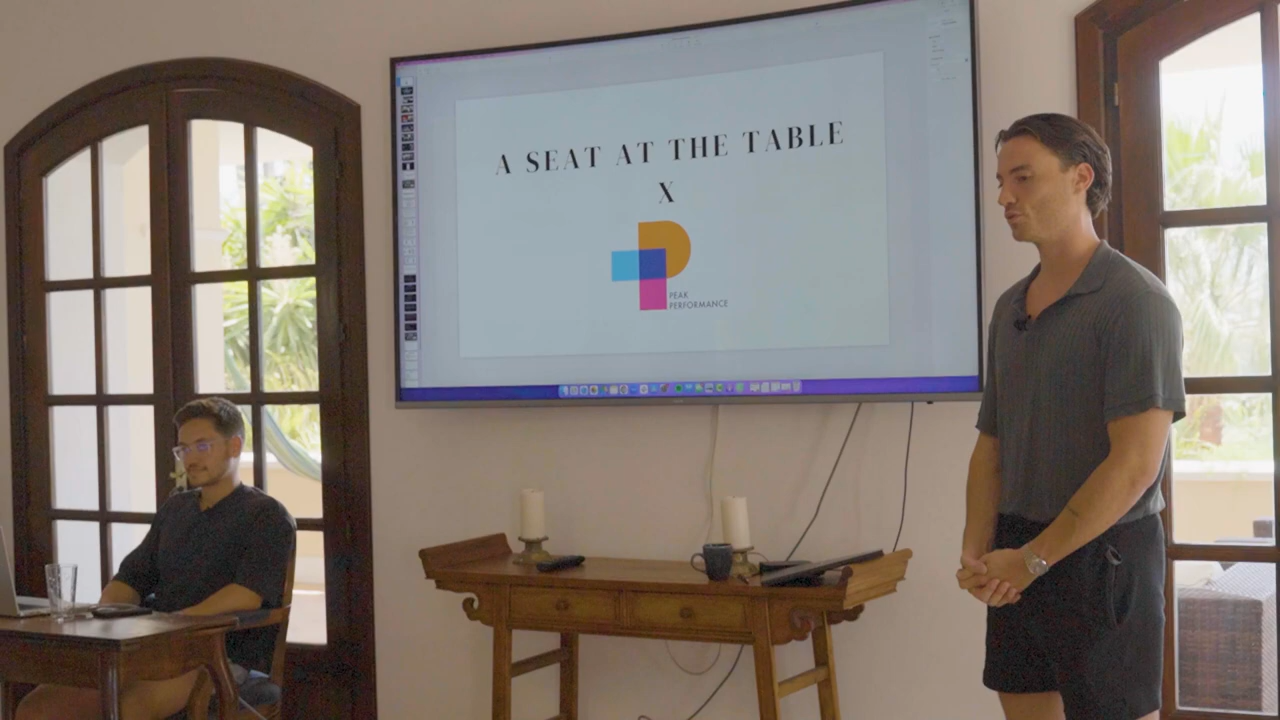 A SEAT AT THE TABLE
X
PEAK
PERFORMANCE